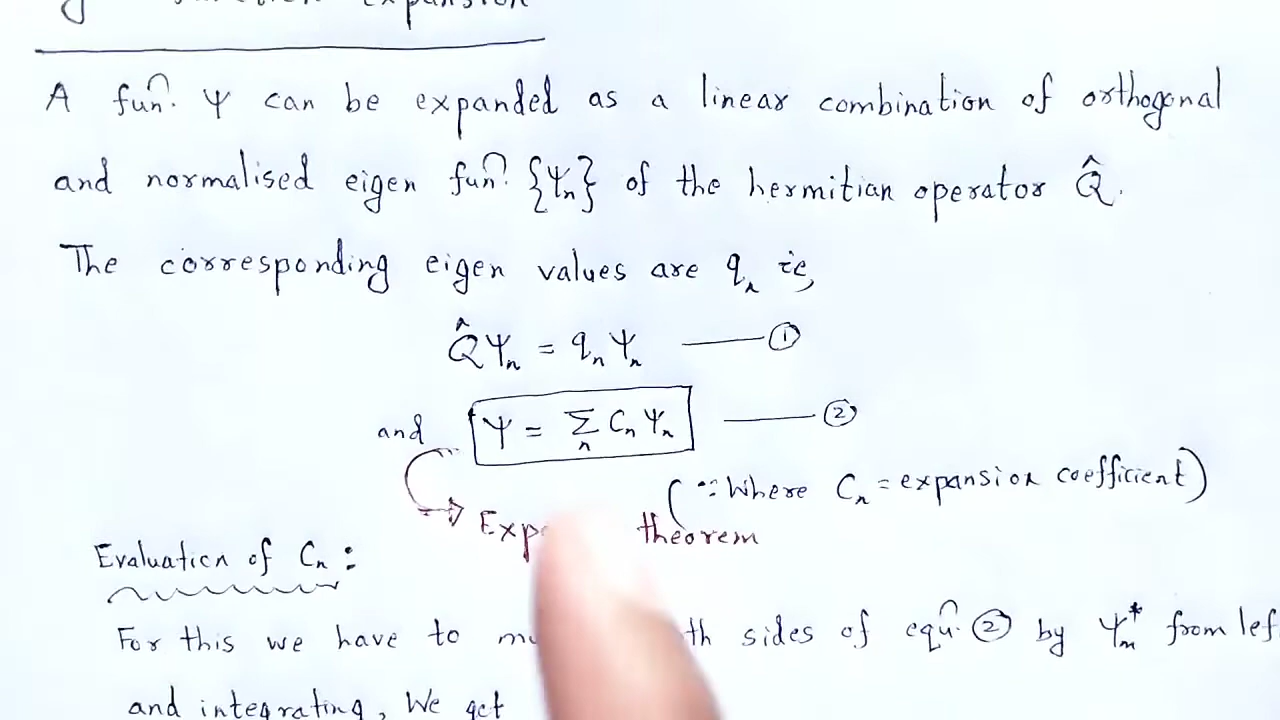 expansion
A fun. ψ can be expanded as a linear combination of orthogonal
and normalised eigen fun. {ψn} of the hermitian operator Q̂.
The corresponding eigen values are qn ie,
Q̂ψn = qnψn —— ①
and ψ = Σn Cnψn —— ②
(∵ Where Cn = expansion coefficient)
theorem
Evaluation of Cn :
For this we have to sides of equ. ② by ψm* from
and integrating, We get